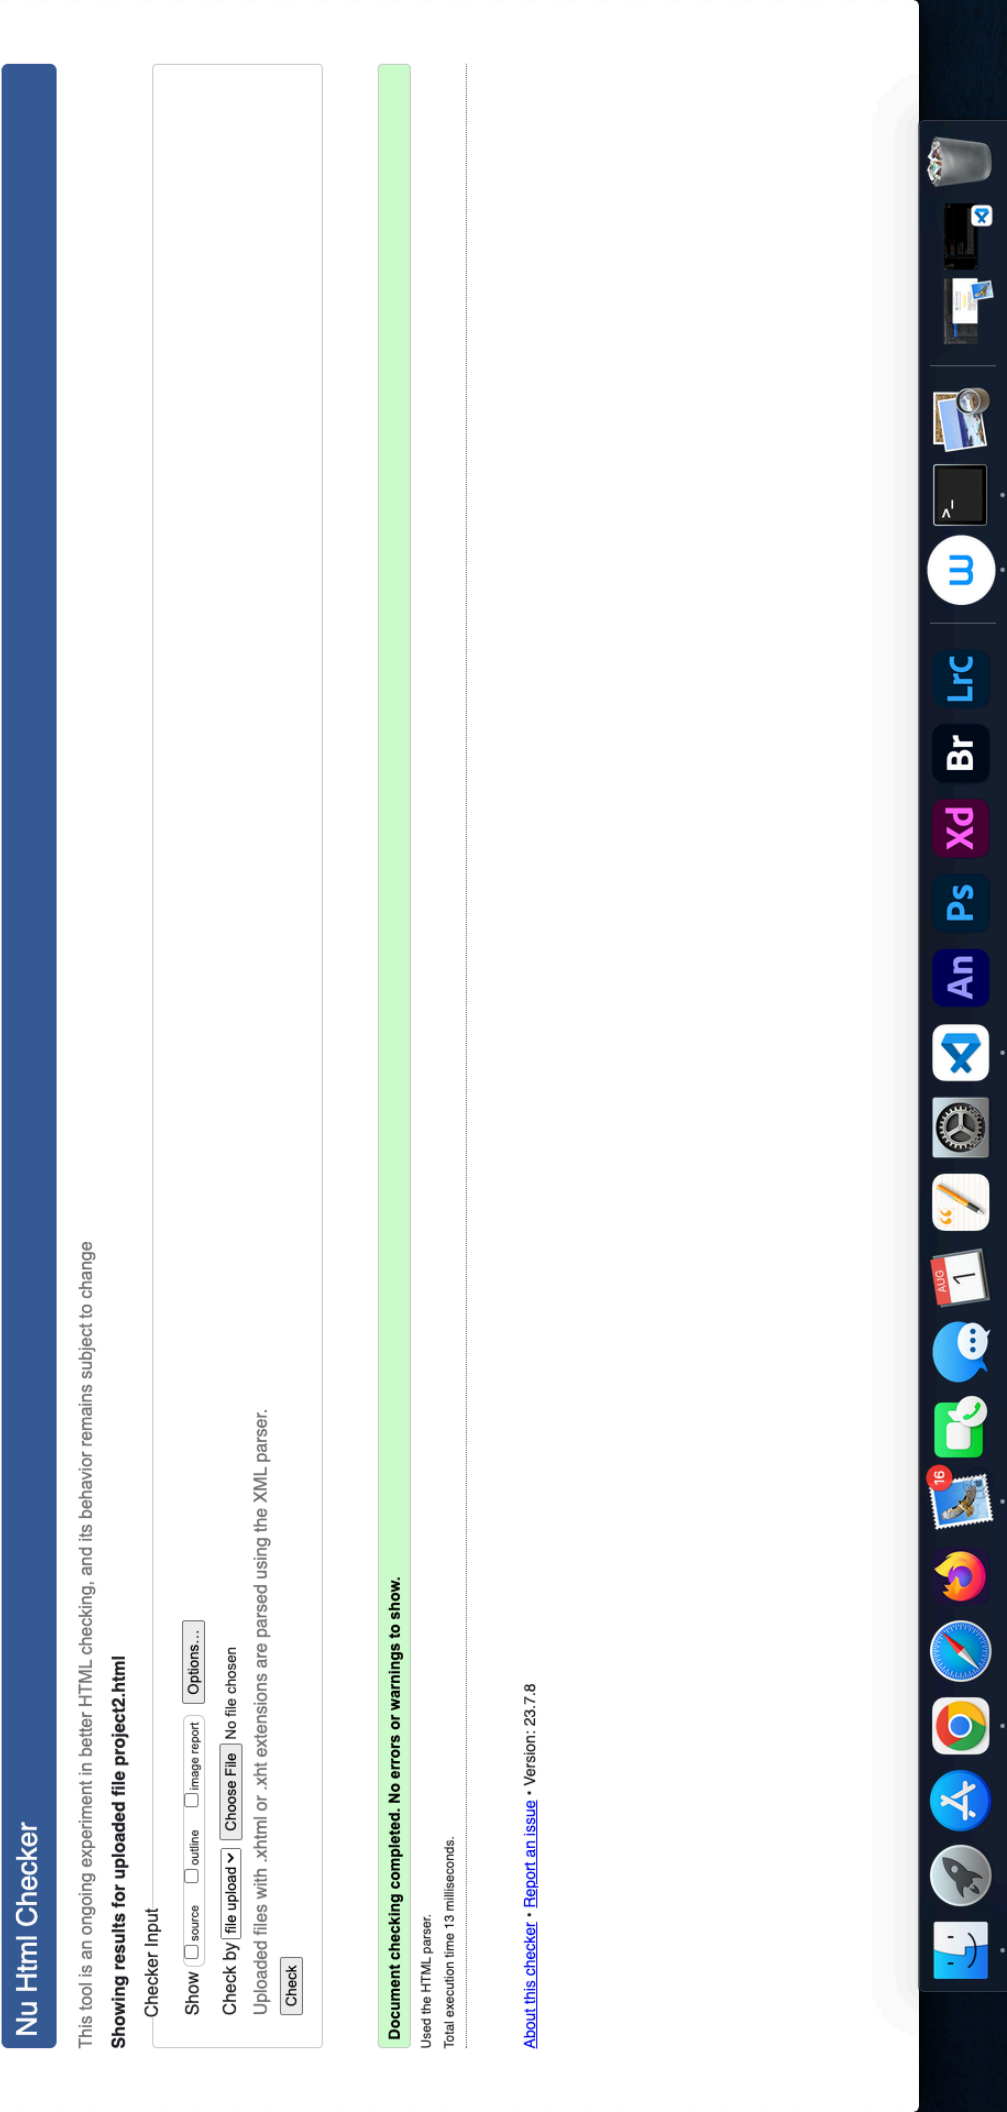 Nu Html Checker
This tool is an ongoing experiment in better HTML checking, and its behavior remains subject to change
Showing results for uploaded file project2.html
Checker Input
Show source outline image report Options...
Check by file upload Choose File No file chosen
Uploaded files with .xhtml or .xht extensions are parsed using the XML parser.
Check
Document checking completed. No errors or warnings to show.
Used the HTML parser.
Total execution time 13 milliseconds.
About this checker • Report an issue • Version: 23.7.8
16
AUG
1
An
Ps
Xd
Br
LrC
W
>_